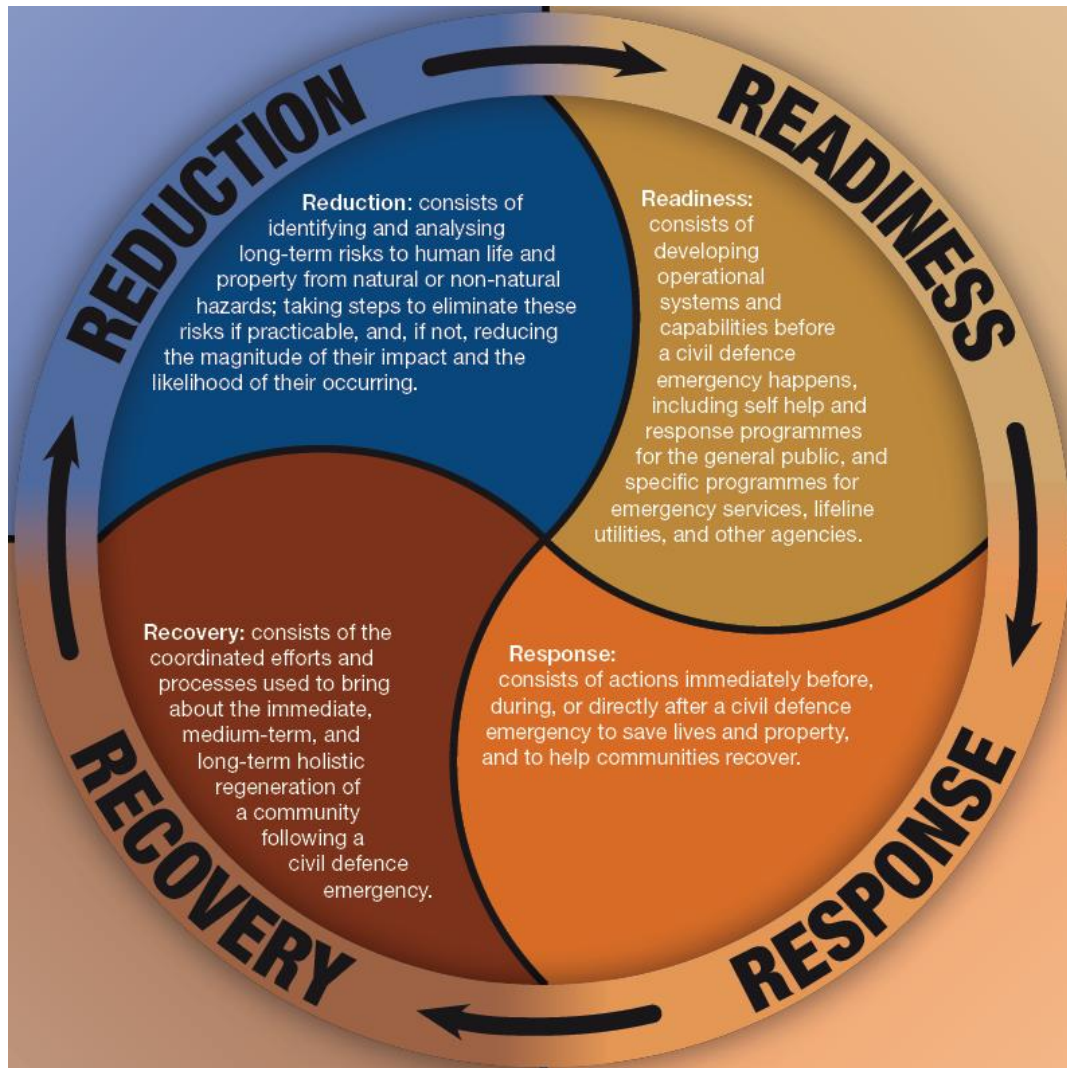 REDUCTION
READINESS
Reduction: consists of
identifying and analysing
long-term risks to human life and
property from natural or non-natural
hazards; taking steps to eliminate these
risks if practicable, and, if not, reducing
the magnitude of their impact and the
likelihood of their occurring.
Readiness:
consists of
developing
operational
systems and
capabilities before
a civil defence
emergency happens,
including self help and
response programmes
for the general public, and
specific programmes for
emergency services, lifeline
utilities, and other agencies.
Recovery: consists of the
coordinated efforts and
processes used to bring
about the immediate,
medium-term, and
long-term holistic
regeneration of
a community
following a
civil defence
emergency.
Response:
consists of actions immediately before,
during, or directly after a civil defence
emergency to save lives and property,
and to help communities recover.
RECOVERY
RESPONSE